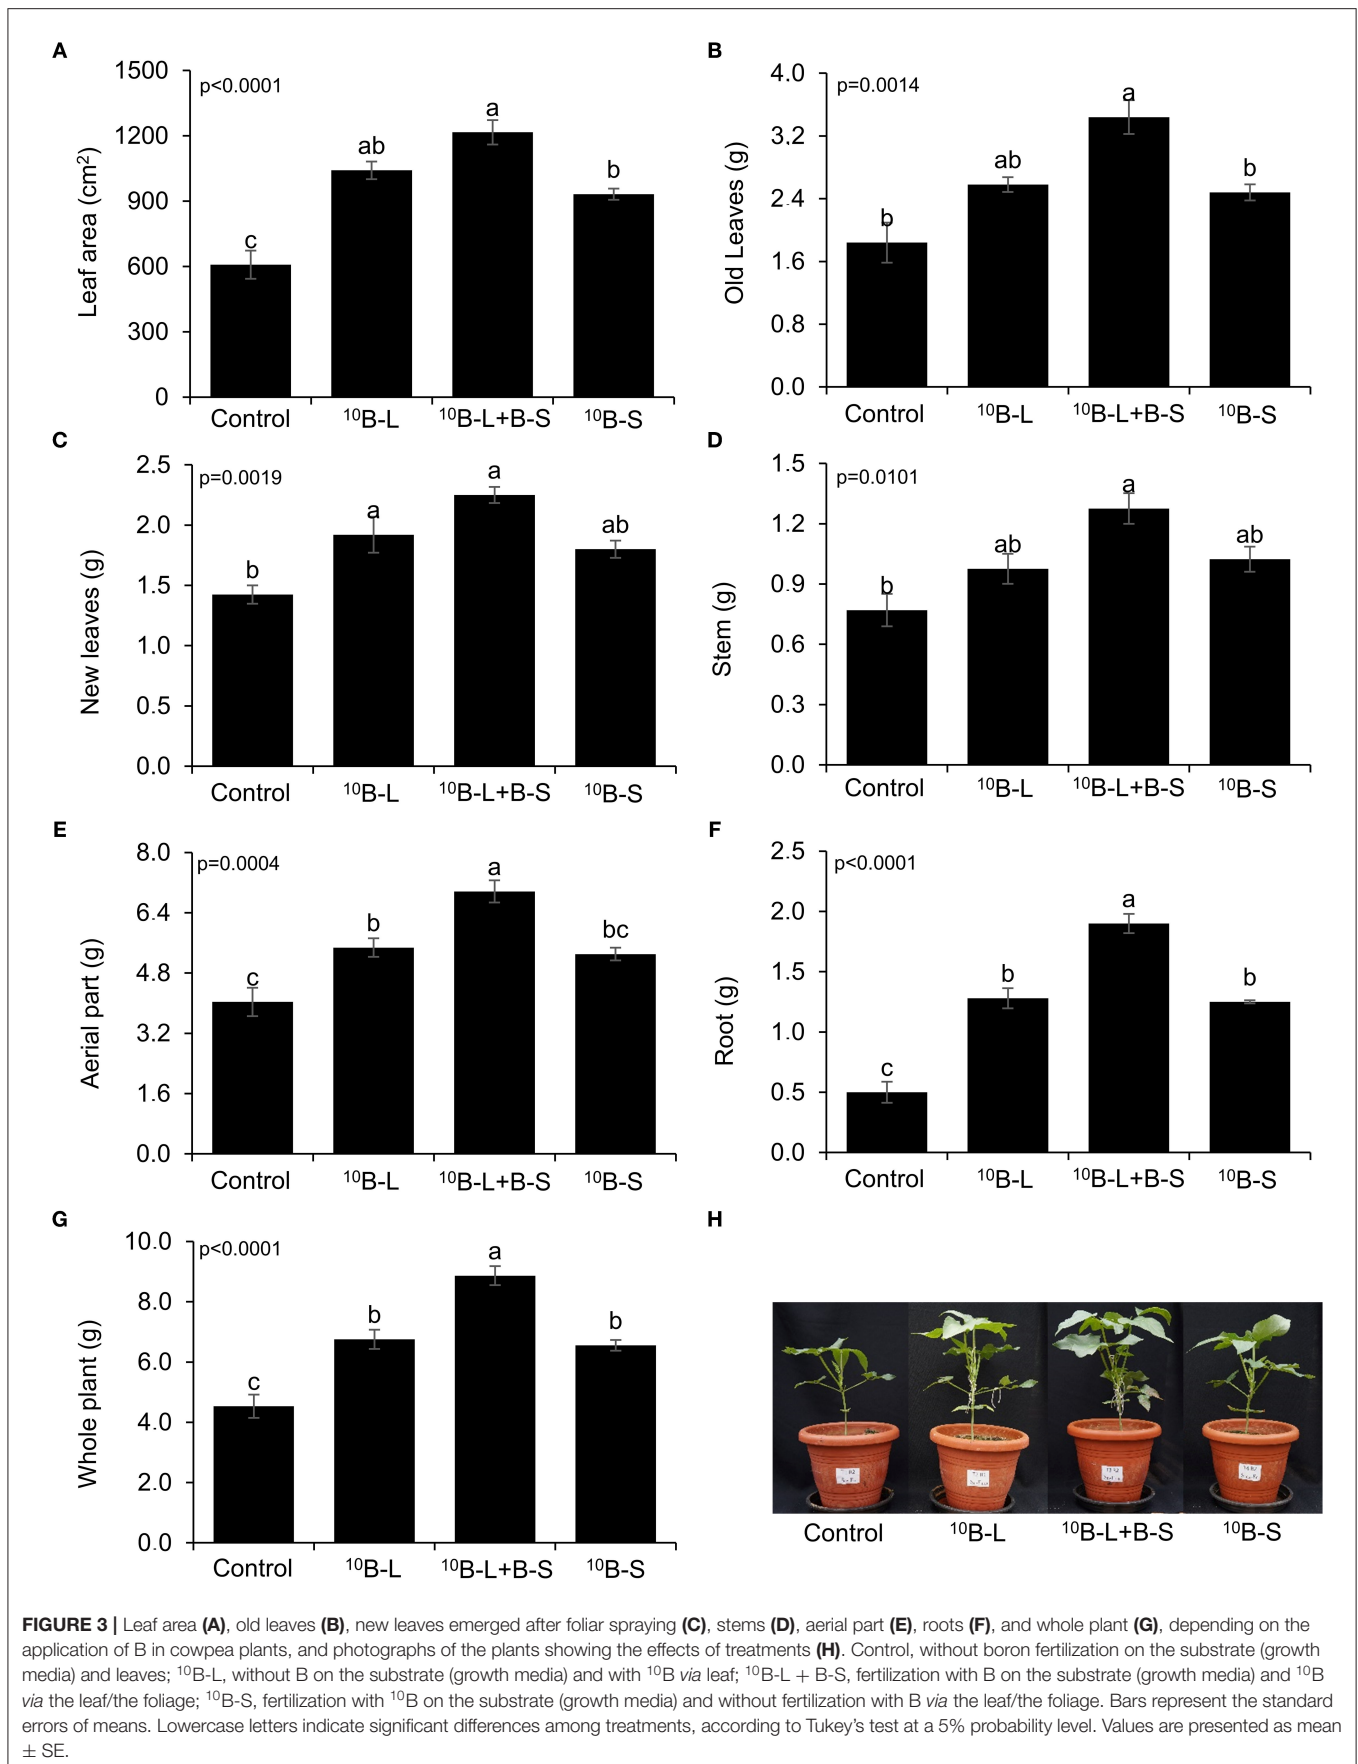 A
1500
1200
900
600
300
0
Leaf area (cm²)
p<0.0001
c
ab
a
b
Control
¹⁰B-L
¹⁰B-L+B-S
¹⁰B-S
B
4.0
3.2
2.4
1.6
0.8
0.0
Old Leaves (g)
p=0.0014
b
ab
a
b
Control
¹⁰B-L
¹⁰B-L+B-S
¹⁰B-S
C
2.5
2.0
1.5
1.0
0.5
0.0
New leaves (g)
p=0.0019
b
a
a
ab
Control
¹⁰B-L
¹⁰B-L+B-S
¹⁰B-S
D
1.5
1.2
0.9
0.6
0.3
0.0
Stem (g)
p=0.0101
b
ab
a
ab
Control
¹⁰B-L
¹⁰B-L+B-S
¹⁰B-S
E
8.0
6.4
4.8
3.2
1.6
0.0
Aerial part (g)
p=0.0004
c
b
a
bc
Control
¹⁰B-L
¹⁰B-L+B-S
¹⁰B-S
F
2.5
2.0
1.5
1.0
0.5
0.0
Root (g)
p<0.0001
c
b
a
b
Control
¹⁰B-L
¹⁰B-L+B-S
¹⁰B-S
G
10.0
8.0
6.0
4.0
2.0
0.0
Whole plant (g)
p<0.0001
c
b
a
b
Control
¹⁰B-L
¹⁰B-L+B-S
¹⁰B-S
H
Control
¹⁰B-L
¹⁰B-L+B-S
¹⁰B-S
FIGURE 3 | Leaf area (A), old leaves (B), new leaves emerged after foliar spraying (C), stems (D), aerial part (E), roots (F), and whole plant (G), depending on the
application of B in cowpea plants, and photographs of the plants showing the effects of treatments (H). Control, without boron fertilization on the substrate (growth
media) and leaves; ¹⁰B-L, without B on the substrate (growth media) and with ¹⁰B via leaf; ¹⁰B-L + B-S, fertilization with B on the substrate (growth media) and ¹⁰B
via the leaf/the foliage; ¹⁰B-S, fertilization with ¹⁰B on the substrate (growth media) and without fertilization with B via the leaf/the foliage. Bars represent the standard
errors of means. Lowercase letters indicate significant differences among treatments, according to Tukey's test at a 5% probability level. Values are presented as mean
± SE.